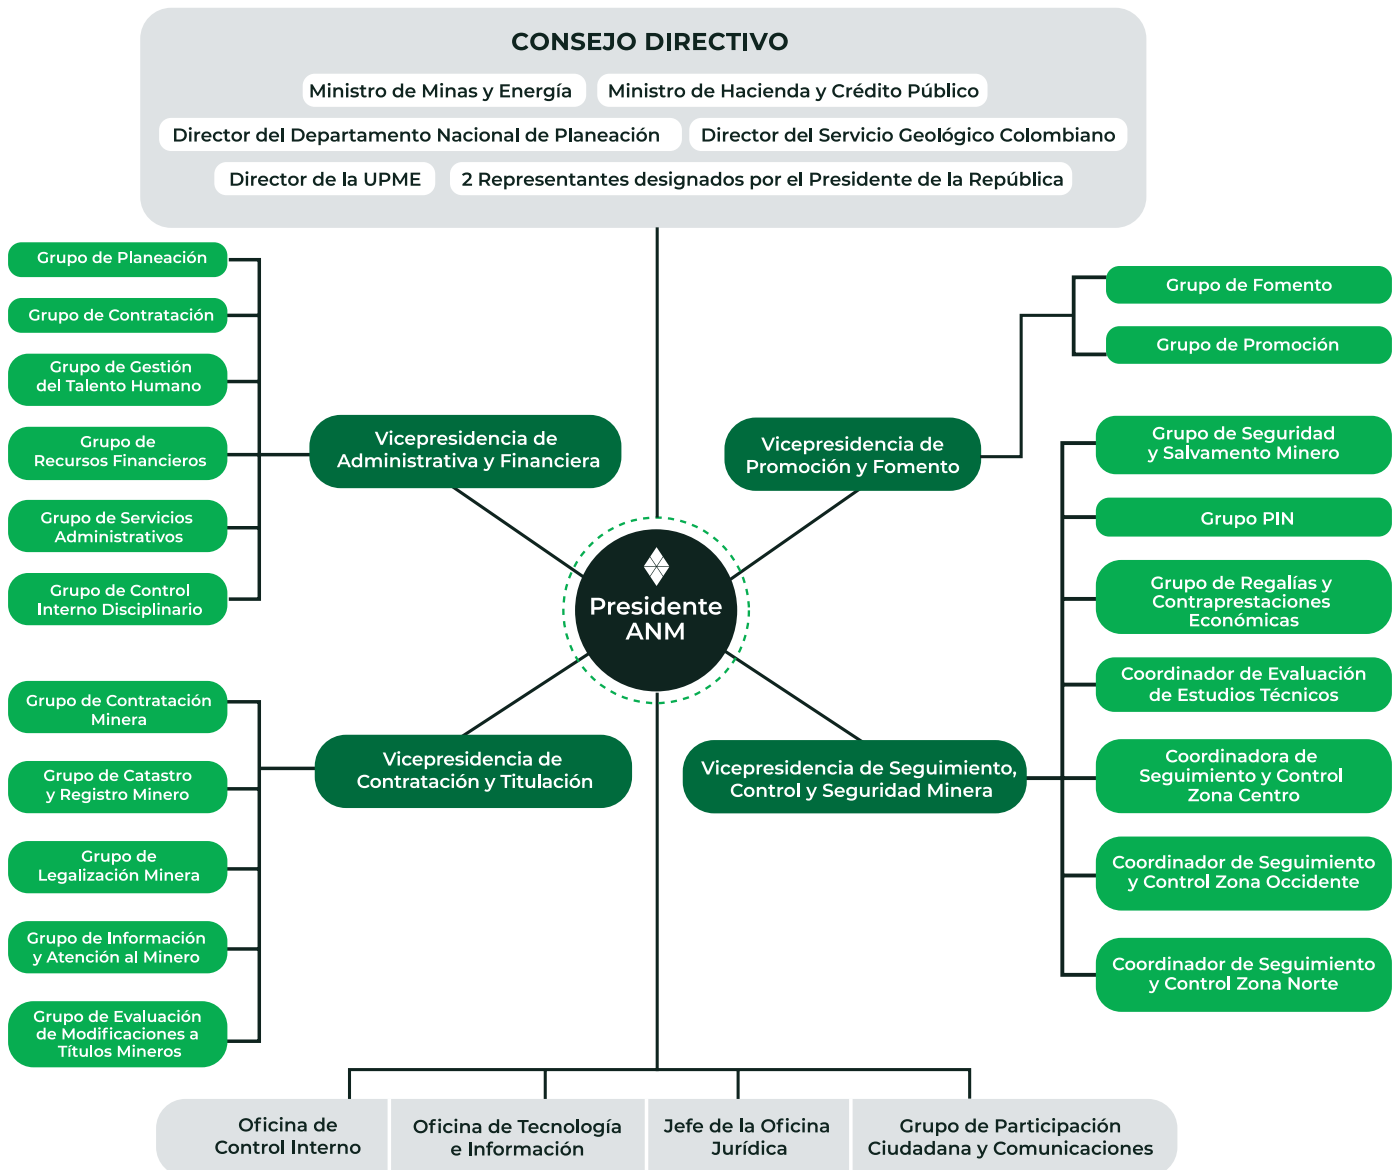 CONSEJO DIRECTIVO
Ministro de Minas y Energía
Ministro de Hacienda y Crédito Público
Director del Departamento Nacional de Planeación
Director del Servicio Geológico Colombiano
Director de la UPME
2 Representantes designados por el Presidente de la República
Grupo de Planeación
Grupo de Contratación
Grupo de Gestión
del Talento Humano
Grupo de
Recursos Financieros
Grupo de Servicios
Administrativos
Grupo de Control
Interno Disciplinario
Vicepresidencia de
Administrativa y Financiera
Vicepresidencia de
Promoción y Fomento
Grupo de Fomento
Grupo de Promoción
Presidente
ANM
Grupo de Contratación
Minera
Grupo de Catastro
y Registro Minero
Grupo de
Legalización Minera
Grupo de Información
y Atención al Minero
Grupo de Evaluación
de Modificaciones a
Títulos Mineros
Vicepresidencia de
Contratación y Titulación
Vicepresidencia de Seguimiento,
Control y Seguridad Minera
Grupo de Seguridad
y Salvamento Minero
Grupo PIN
Grupo de Regalías y
Contraprestaciones
Económicas
Coordinador de Evaluación
de Estudios Técnicos
Coordinadora de
Seguimiento y Control
Zona Centro
Coordinador de Seguimiento
y Control Zona Occidente
Coordinador de Seguimiento
y Control Zona Norte
Oficina de
Control Interno
Oficina de Tecnología
e Información
Jefe de la Oficina
Jurídica
Grupo de Participación
Ciudadana y Comunicaciones